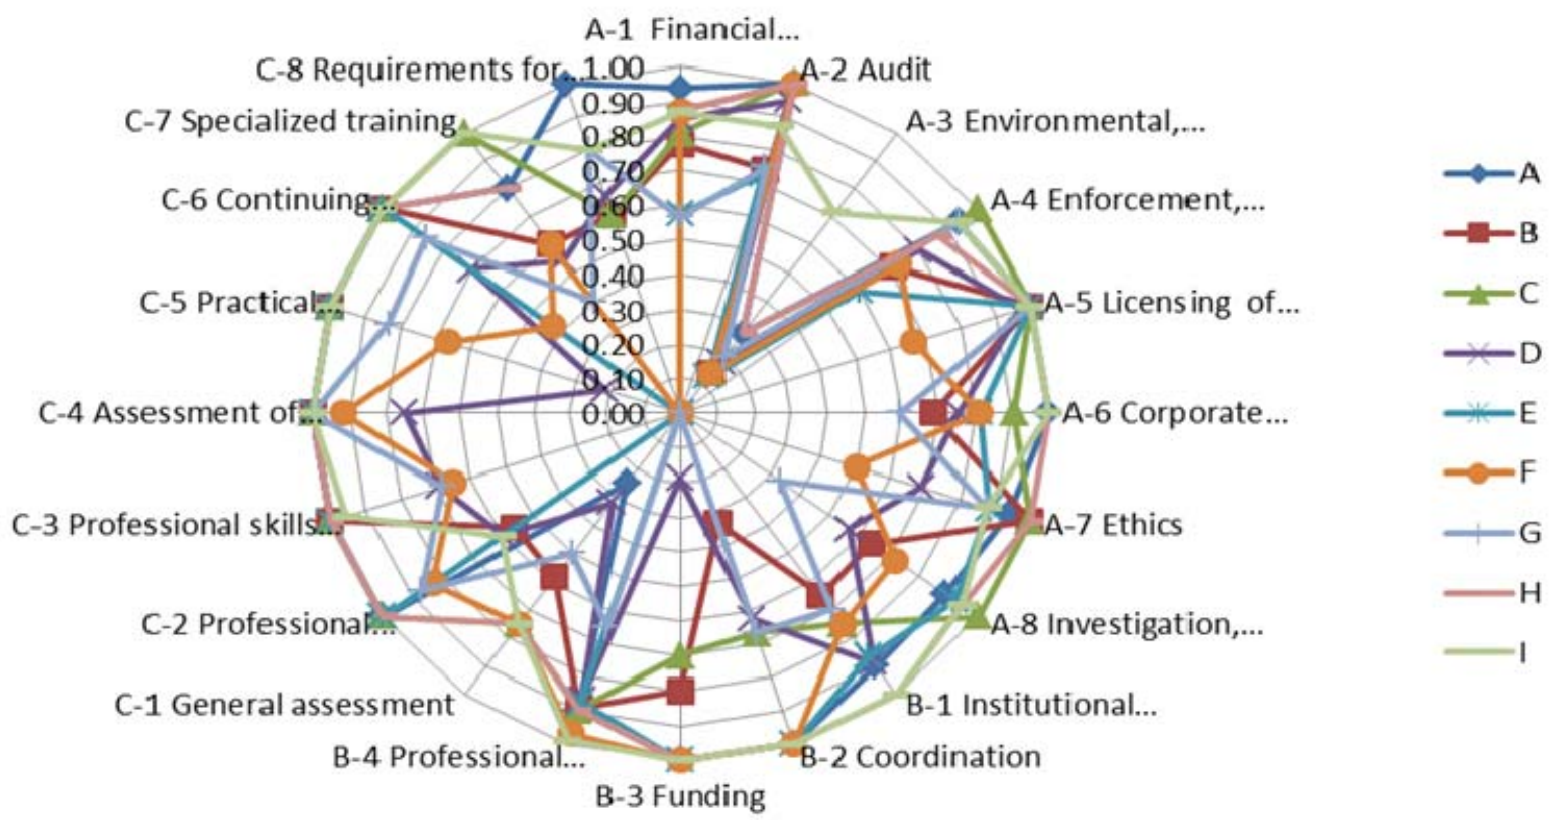 A-1 Financial...
A-2 Audit
A-3 Environmental,...
A-4 Enforcement,...
A-5 Licensing of...
A-6 Corporate...
A-7 Ethics
A-8 Investigation,...
B-1 Institutional...
B-2 Coordination
B-3 Funding
B-4 Professional...
C-1 General assessment
C-2 Professional...
C-3 Professional skills...
C-4 Assessment of...
C-5 Practical...
C-6 Continuing...
C-7 Specialized training
C-8 Requirements for...
1.00
0.90
0.80
0.70
0.60
0.50
0.40
0.30
0.20
0.10
0.00
A
B
C
D
E
F
G
H
I